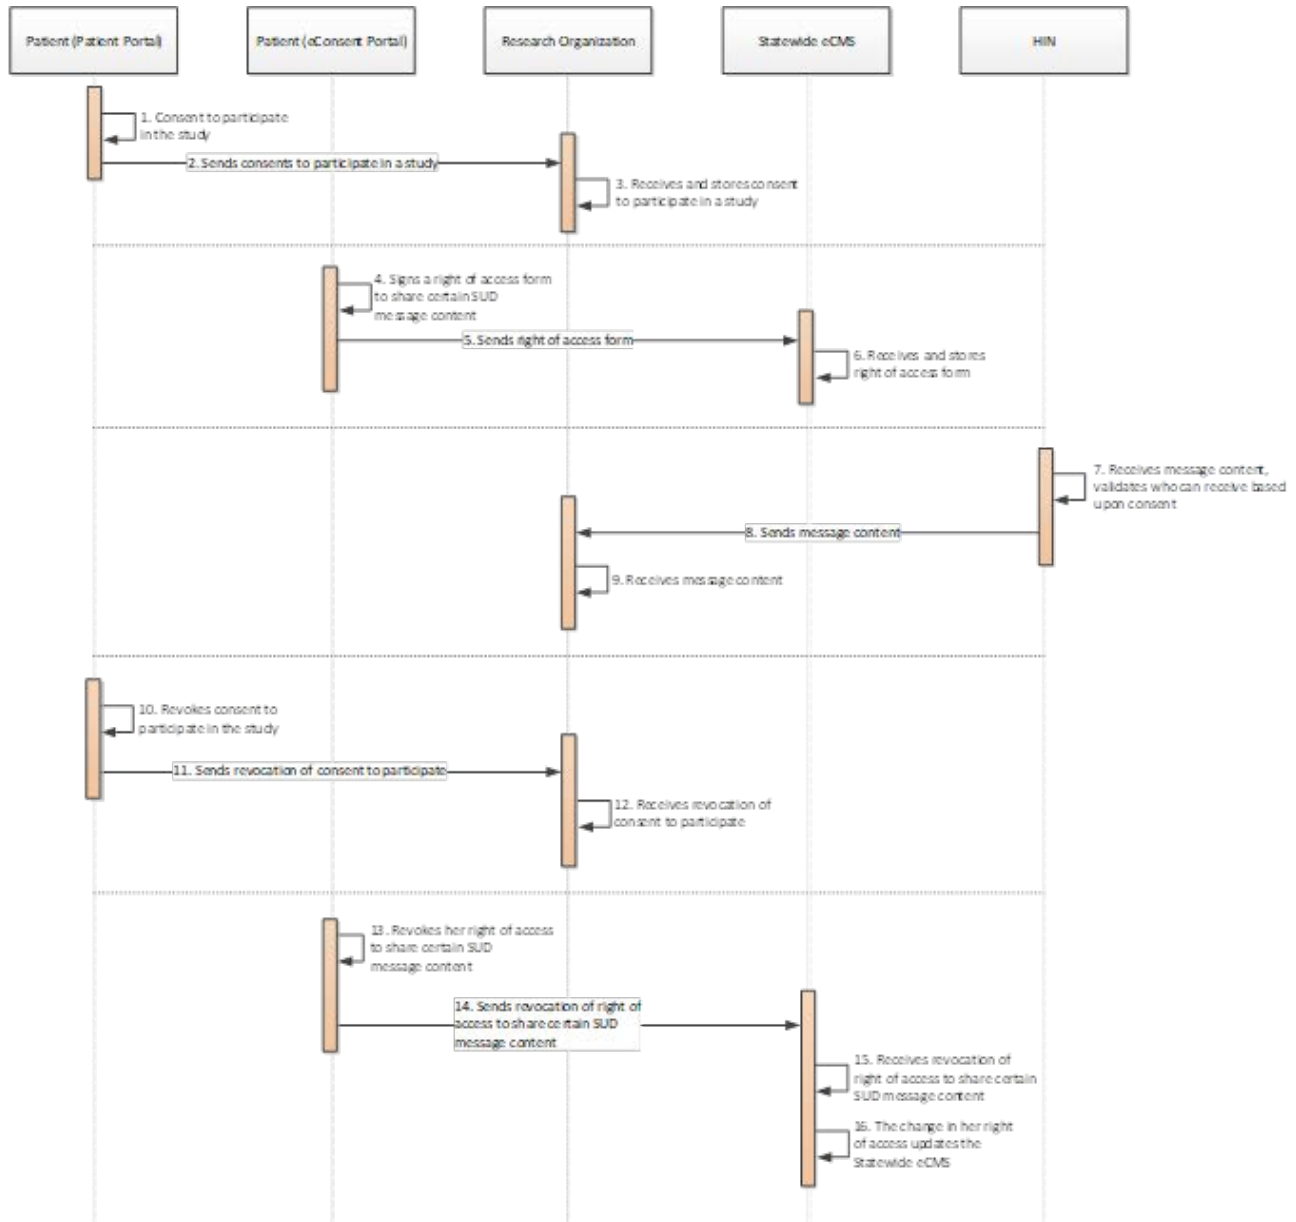 Patient (Patient Portal)
Patient (eConsent Portal)
Research Organization
Statewide eCMS
HIN
1. Consent to participate
in the study
2. Sends consents to participate in a study
3. Receives and stores consent
to participate in a study
4. Signs a right of access form
to share certain SUD
message content
5. Sends right of access form
6. Receives and stores
right of access form
7. Receives message content,
validates who can receive based
upon consent
8. Sends message content
9. Receives message content
10. Revokes consent to
participate in the study
11. Sends revocation of consent to participate
12. Receives revocation of
consent to participate
13. Revokes her right of access
to share certain SUD
message content
14. Sends revocation of right of
access to share certain SUD
message content
15. Receives revocation of
right of access to share certain
SUD message content
16. The change in her right
of access updates the
Statewide eCMS